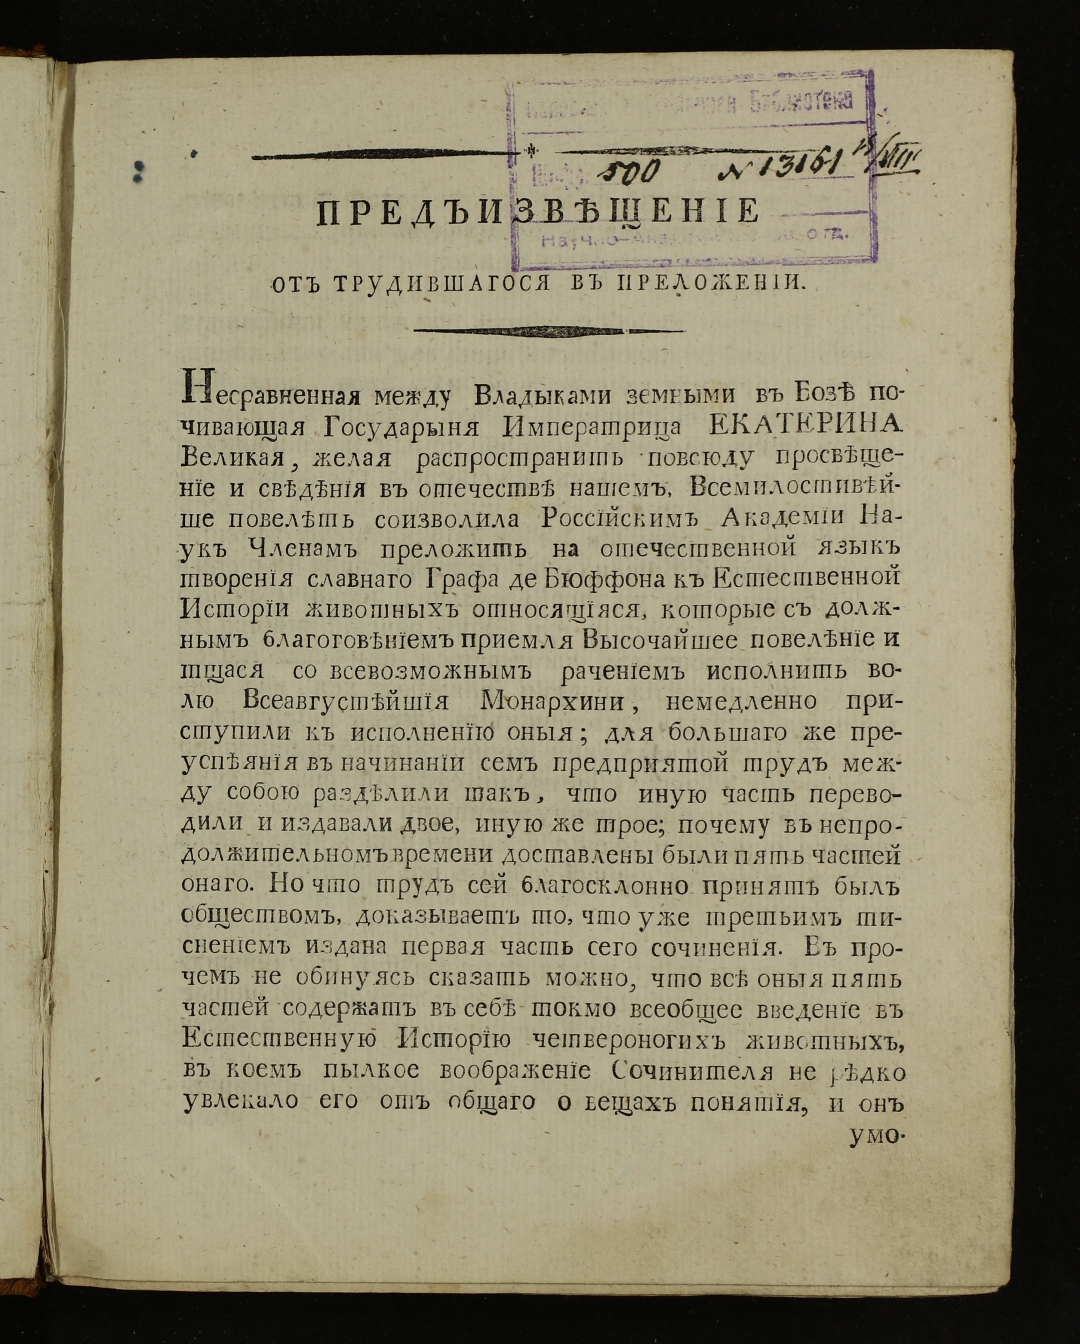 Библиотека
500 N 13161
ПРЕДЪИЗВѢЩЕНІЕ
ОТЪ ТРУДИВШАГОСЯ ВЪ ПРЕЛОЖЕНІИ.
Несравненная между Владыками земными въ Бозѣ по-
чивающая Государыня Императрица ЕКАТЕРИНА
Великая, желая распространить повсюду просвѣще-
ніе и свѣдѣнія въ отечествѣ нашемъ, Всемилостивѣй-
ше повелѣть соизволила Россійскимъ Академіи На-
укъ Членамъ преложить на отечественной языкъ
творенія славнаго Графа де Бюффона къ Естественной
Исторіи животныхъ относящіяся, которые съ долж-
нымъ благоговѣніемъ приемля Высочайшее повелѣніе и
тщася со всевозможнымъ раченіемъ исполнить во-
лю Всеавгустѣйшія Монархини, немедленно при-
ступили къ исполненію оныя; для большаго же пре-
успѣянія въ начинаніи семъ предпріятой трудъ меж-
ду собою раздѣлили такъ, что иную часть перево-
дили и издавали двое, иную же трое; почему въ непро-
должительномъ времени доставлены были пять частей
онаго. Но что трудъ сей благосклонно принятъ былъ
обществомъ, доказываетъ то, что уже третьимъ ти-
сненіемъ издана первая часть сего сочиненія. Въ про-
чемъ не обинуясь сказать можно, что всѣ оныя пять
частей содержатъ въ себѣ токмо всеобщее введеніе въ
Естественную Исторію четвероногихъ животныхъ,
въ коемъ пылкое воображеніе Сочинителя не рѣдко
увлекало его отъ общаго о вещахъ понятія, и онъ
умо-